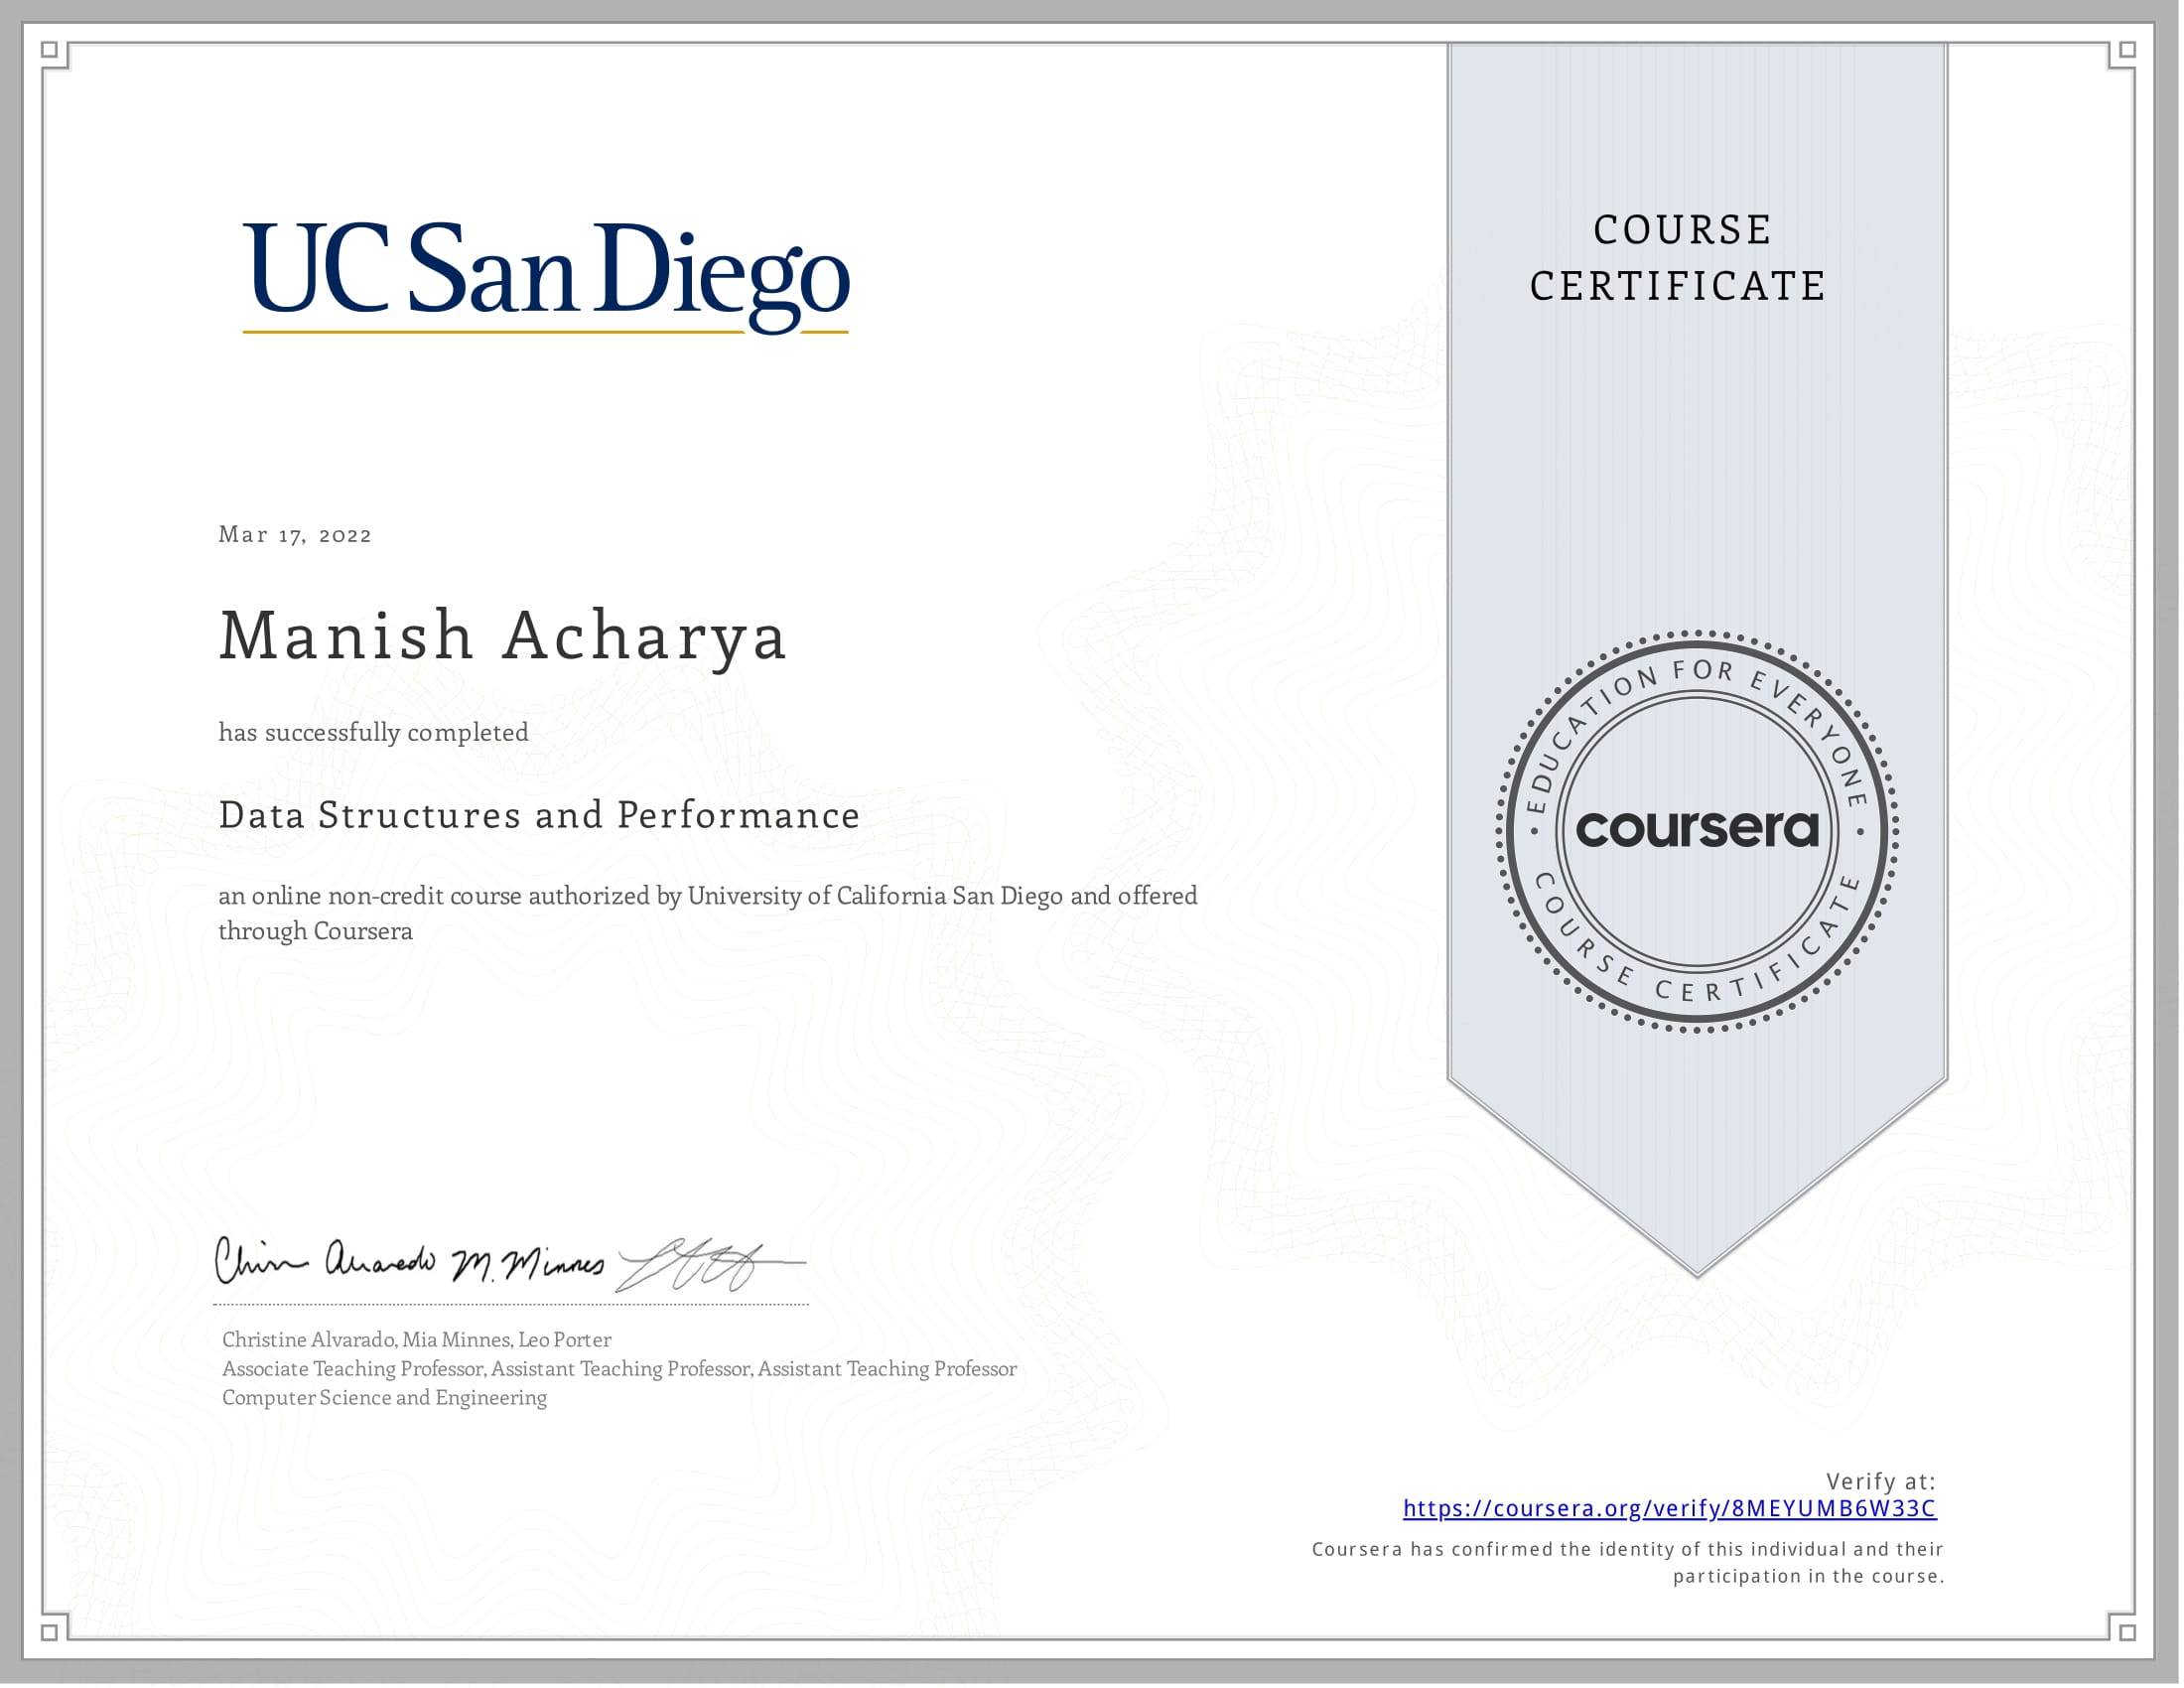 UC San Diego
COURSE
CERTIFICATE
Mar 17, 2022
Manish Acharya
has successfully completed
Data Structures and Performance
an online non-credit course authorized by University of California San Diego and offered
through Coursera
EDUCATION FOR EVERYONE
coursera
COURSE CERTIFICATE
M. Minnes
Christine Alvarado, Mia Minnes, Leo Porter
Associate Teaching Professor, Assistant Teaching Professor, Assistant Teaching Professor
Computer Science and Engineering
Verify at:
https://coursera.org/verify/8MEYUMB6W33C
Coursera has confirmed the identity of this individual and their
participation in the course.